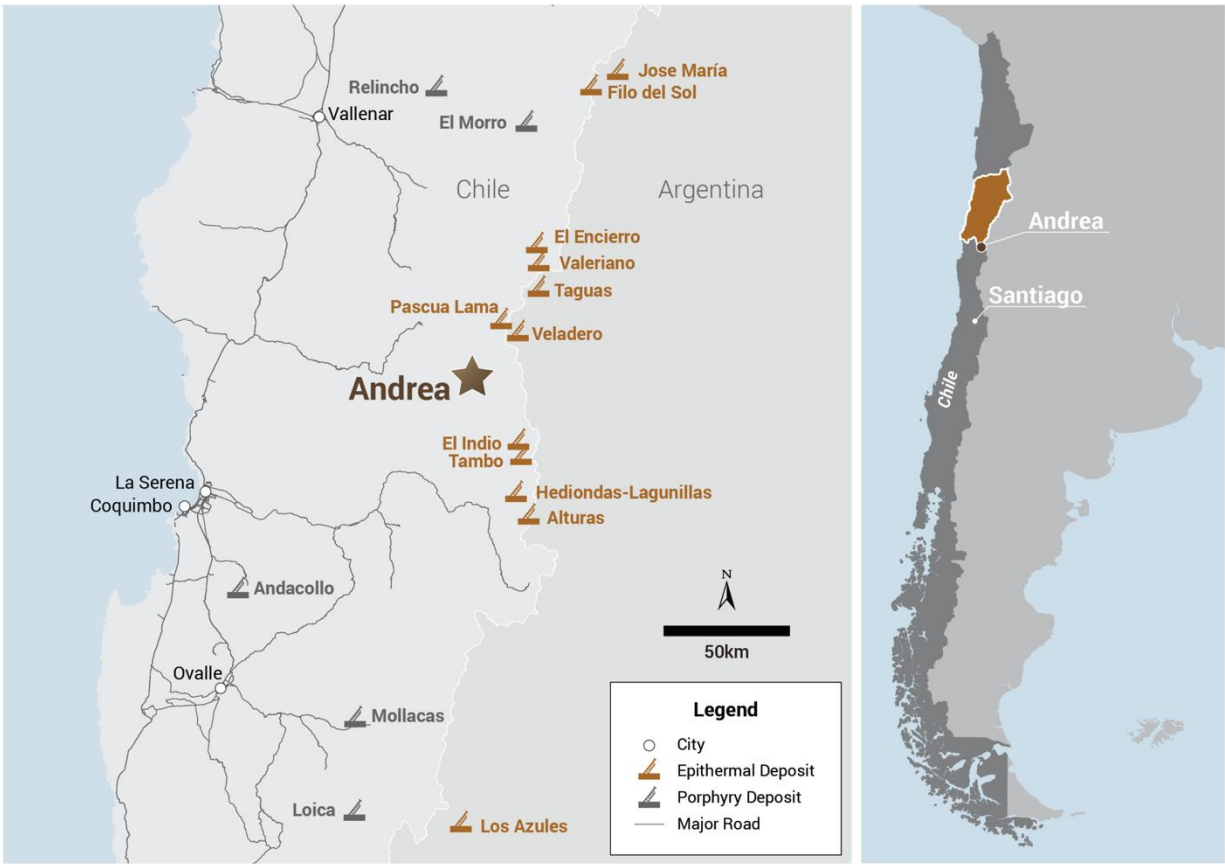 Jose María
Relincho
Filo del Sol
Vallenar
El Morro
Chile
Argentina
El Encierro
Valeriano
Taguas
Pascua Lama
Veladero
Andrea
El Indio
Tambo
La Serena
Hediondas-Lagunillas
Coquimbo
Alturas
Andacollo
N
50km
Ovalle
Mollacas
Loica
Los Azules
Legend
City
Epithermal Deposit
Porphyry Deposit
Major Road
Andrea
Santiago
Chile